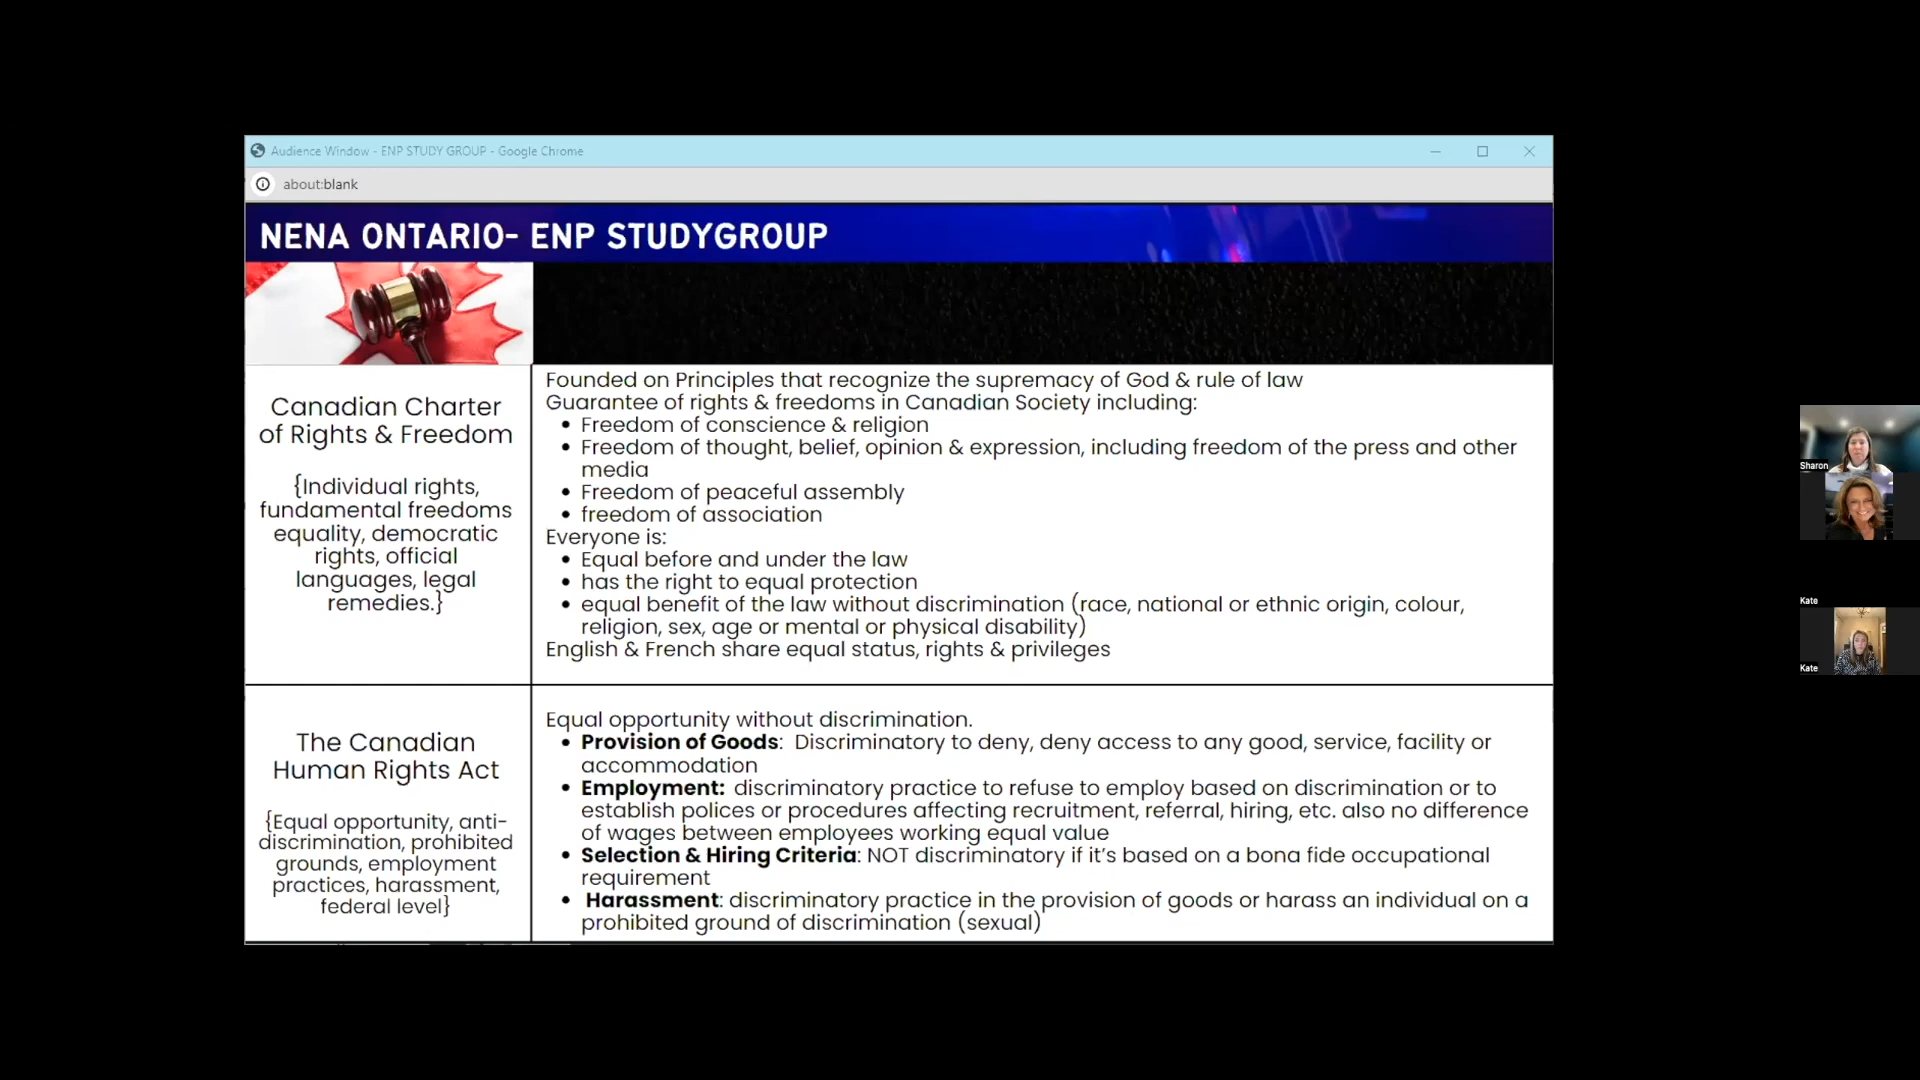 Audience Window - ENP STUDY GROUP - Google Chrome
about:blank
NENA ONTARIO- ENP STUDYGROUP
Canadian Charter
of Rights & Freedom
{Individual rights,
fundamental freedoms
equality, democratic
rights, official
languages, legal
remedies.}
Founded on Principles that recognize the supremacy of God & rule of law
Guarantee of rights & freedoms in Canadian Society including:
• Freedom of conscience & religion
• Freedom of thought, belief, opinion & expression, including freedom of the press and other
media
• Freedom of peaceful assembly
• freedom of association
Everyone is:
• Equal before and under the law
• has the right to equal protection
• equal benefit of the law without discrimination (race, national or ethnic origin, colour,
religion, sex, age or mental or physical disability)
English & French share equal status, rights & privileges
The Canadian
Human Rights Act
{Equal opportunity, anti-
discrimination, prohibited
grounds, employment
practices, harassment,
federal level}
Equal opportunity without discrimination.
• Provision of Goods: Discriminatory to deny, deny access to any good, service, facility or
accommodation
• Employment: discriminatory practice to refuse to employ based on discrimination or to
establish polices or procedures affecting recruitment, referral, hiring, etc. also no difference
of wages between employees working equal value
• Selection & Hiring Criteria: NOT discriminatory if it's based on a bona fide occupational
requirement
• Harassment: discriminatory practice in the provision of goods or harass an individual on a
prohibited ground of discrimination (sexual)
Sharon
Kate
Kate